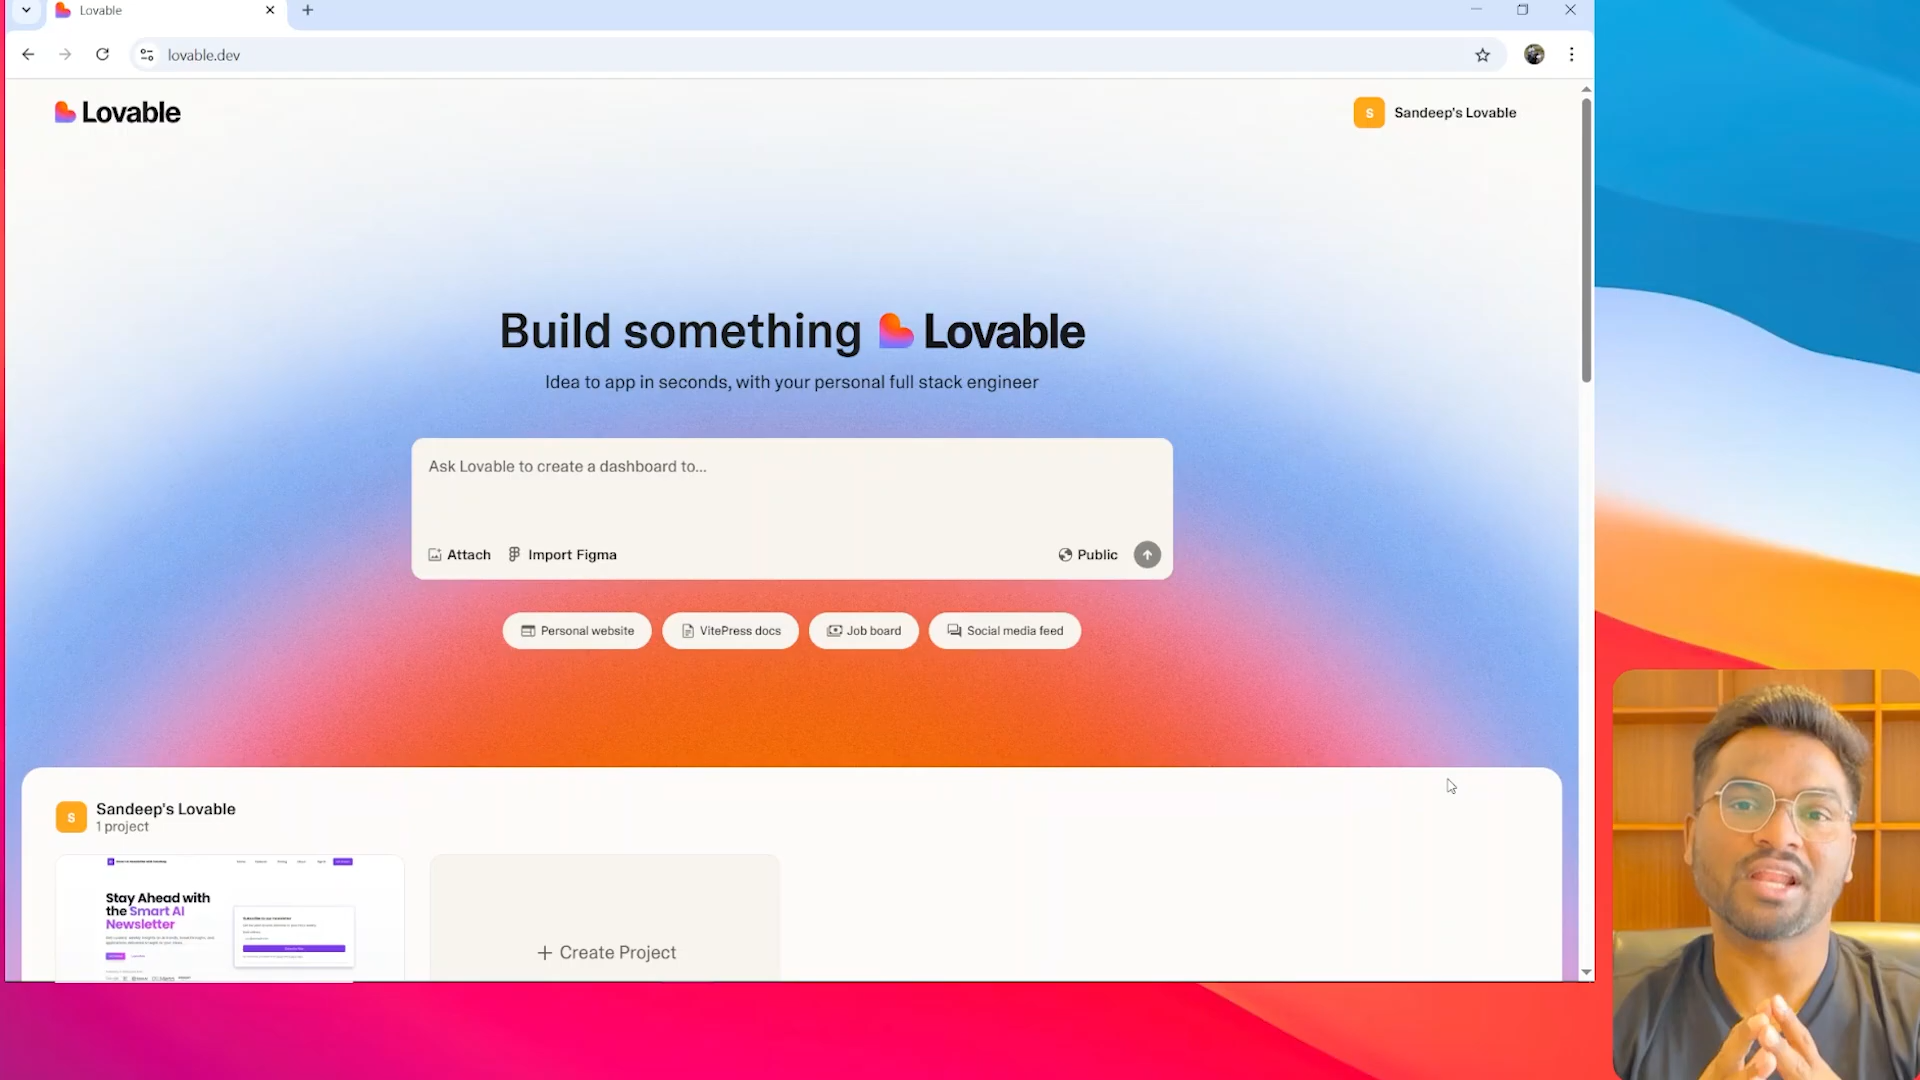 Lovable
lovable.dev
Lovable
S
Sandeep's Lovable
Build something Lovable
Idea to app in seconds, with your personal full stack engineer
Ask Lovable to create a dashboard to...
Attach
Import Figma
Public
Personal website
VitePress docs
Job board
Social media feed
S
Sandeep's Lovable
1 project
Stay Ahead with
the Smart AI
Newsletter
Create Project